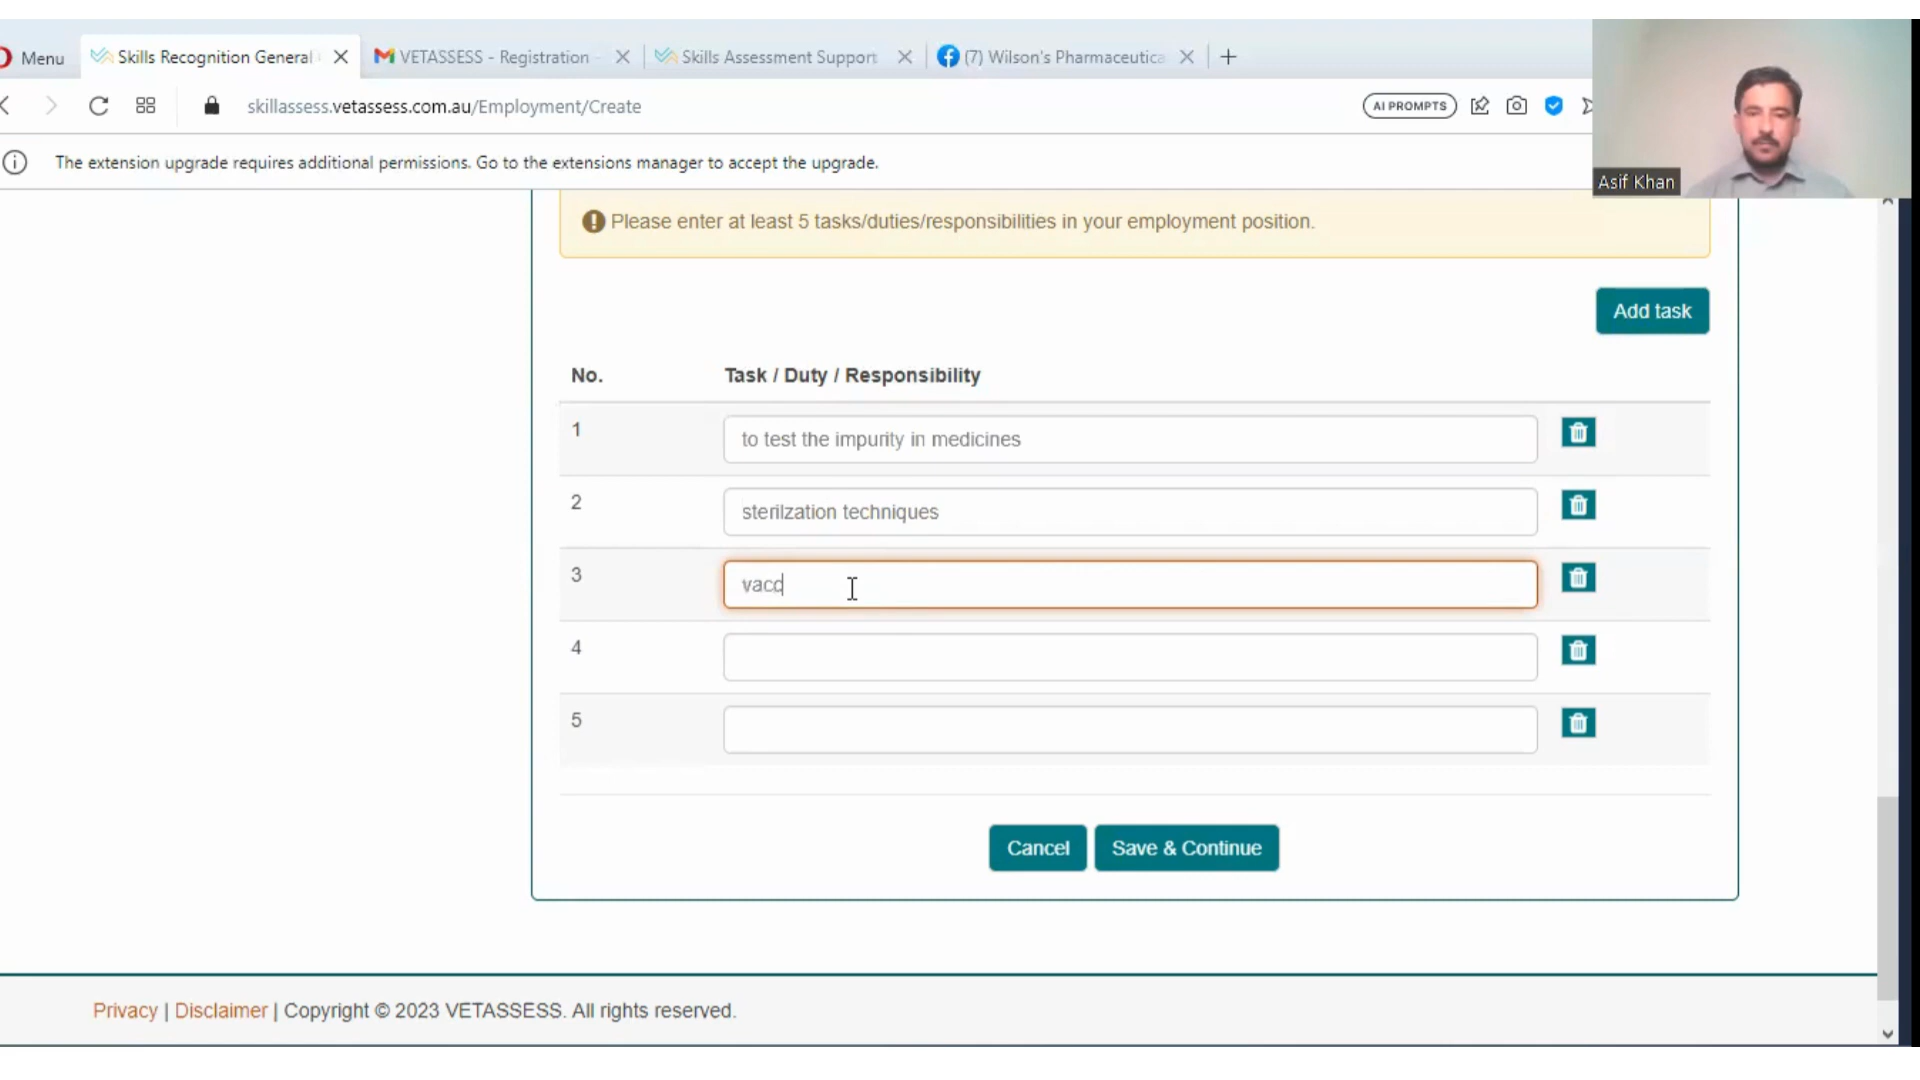 Menu
Skills Recognition General
VETASSESS - Registration -
Skills Assessment Support
(7) Wilson's Pharmaceutica
skillassess.vetassess.com.au/Employment/Create
AI PROMPTS
The extension upgrade requires additional permissions. Go to the extensions manager to accept the upgrade.
Asif Khan
Please enter at least 5 tasks/duties/responsibilities in your employment position.
Add task
No. Task / Duty / Responsibility
1 to test the impurity in medicines
2 sterilzation techniques
3 vacc
4
5
Cancel Save & Continue
Privacy | Disclaimer | Copyright © 2023 VETASSESS. All rights reserved.